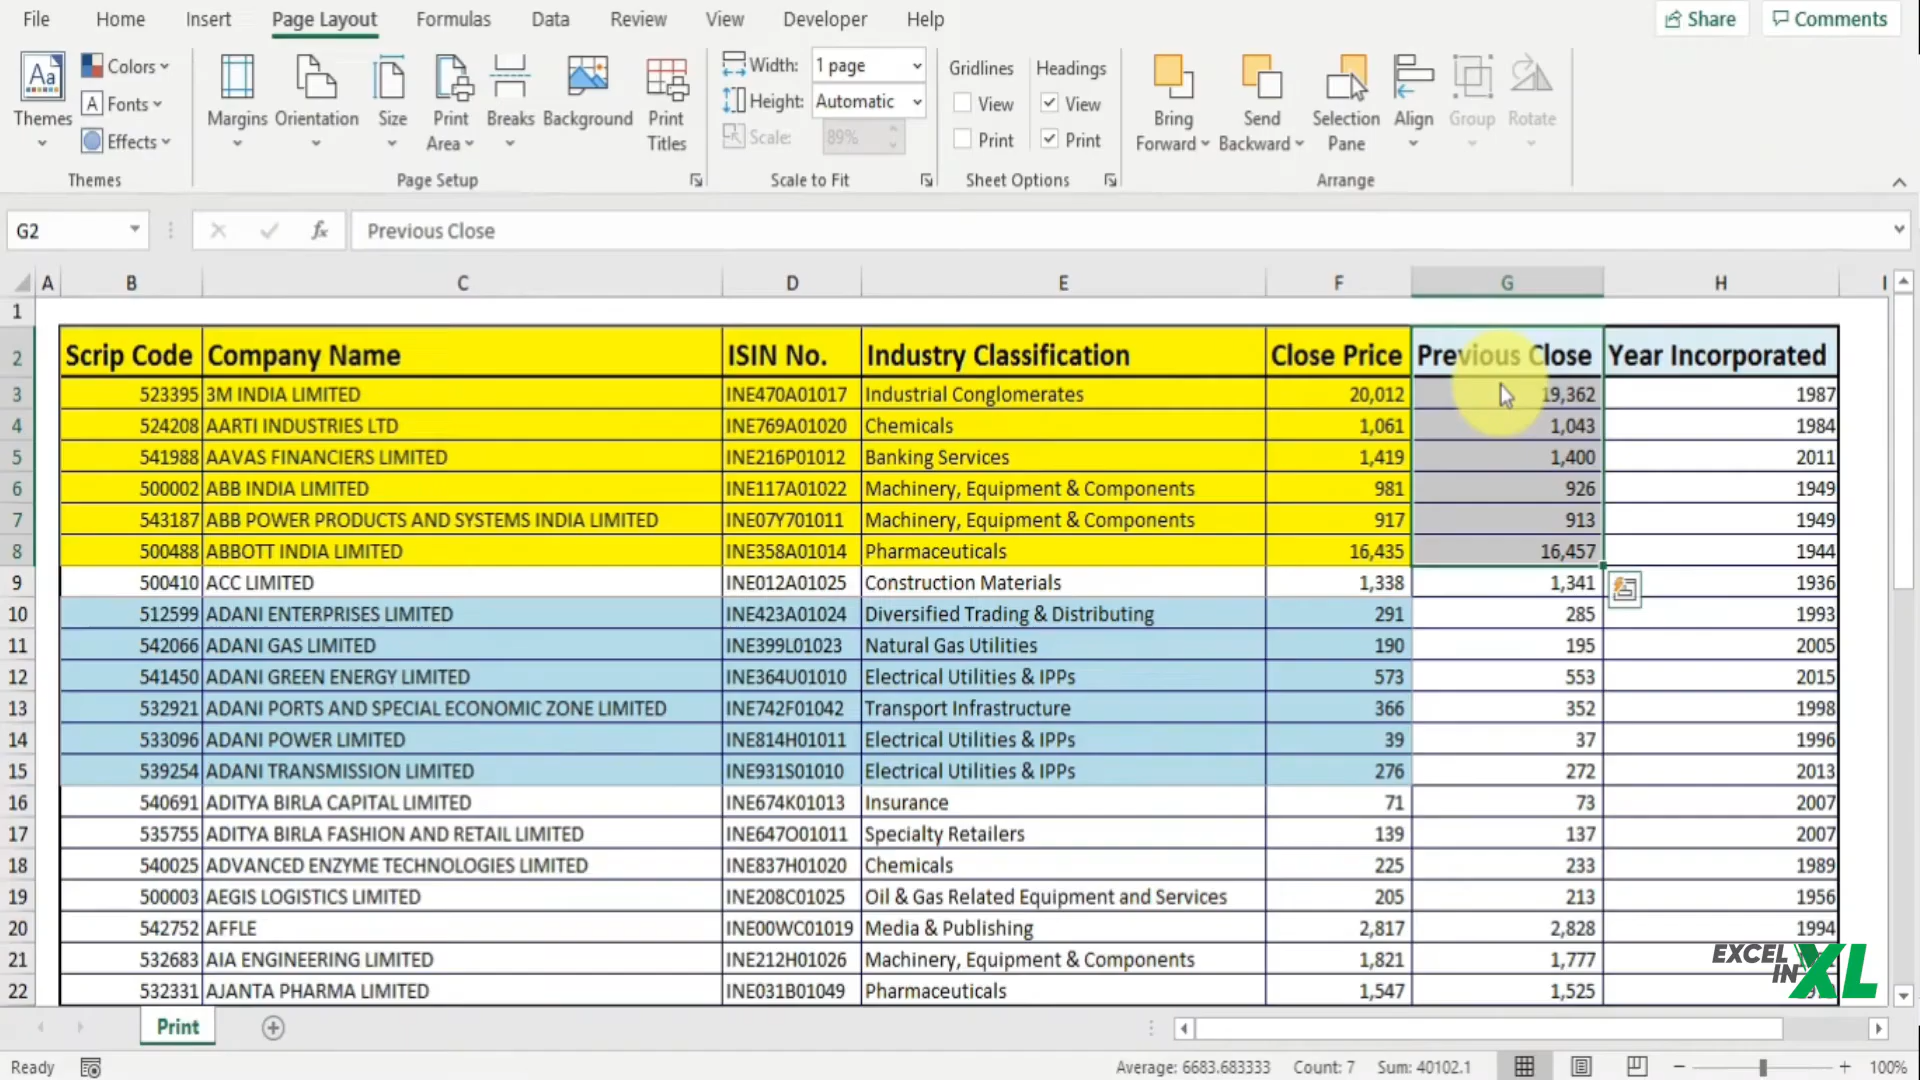 File Home Insert Page Layout Formulas Data Review View Developer Help Share Comments
Themes Colors Fonts Effects Margins Orientation Size Print Area Breaks Background Print Titles
Width: 1 page
Height: Automatic
Scale: 89%
Gridlines Headings
View View
Print Print
Bring Forward Send Backward Selection Pane Align Group Rotate
Themes Page Setup Scale to Fit Sheet Options Arrange
G2 fx Previous Close
A B C D E F G H I
1
2 Scrip Code Company Name ISIN No. Industry Classification Close Price Previous Close Year Incorporated
3 523395 3M INDIA LIMITED INE470A01017 Industrial Conglomerates 20,012 19,362 1987
4 524208 AARTI INDUSTRIES LTD INE769A01020 Chemicals 1,061 1,043 1984
5 541988 AAVAS FINANCIERS LIMITED INE216P01012 Banking Services 1,419 1,400 2011
6 500002 ABB INDIA LIMITED INE117A01022 Machinery, Equipment & Components 981 926 1949
7 543187 ABB POWER PRODUCTS AND SYSTEMS INDIA LIMITED INE07Y701011 Machinery, Equipment & Components 917 913 1949
8 500488 ABBOTT INDIA LIMITED INE358A01014 Pharmaceuticals 16,435 16,457 1944
9 500410 ACC LIMITED INE012A01025 Construction Materials 1,338 1,341 1936
10 512599 ADANI ENTERPRISES LIMITED INE423A01024 Diversified Trading & Distributing 291 285 1993
11 542066 ADANI GAS LIMITED INE399L01023 Natural Gas Utilities 190 195 2005
12 541450 ADANI GREEN ENERGY LIMITED INE364U01010 Electrical Utilities & IPPs 573 553 2015
13 532921 ADANI PORTS AND SPECIAL ECONOMIC ZONE LIMITED INE742F01042 Transport Infrastructure 366 352 1998
14 533096 ADANI POWER LIMITED INE814H01011 Electrical Utilities & IPPs 39 37 1996
15 539254 ADANI TRANSMISSION LIMITED INE931S01010 Electrical Utilities & IPPs 276 272 2013
16 540691 ADITYA BIRLA CAPITAL LIMITED INE674K01013 Insurance 71 73 2007
17 535755 ADITYA BIRLA FASHION AND RETAIL LIMITED INE647O01011 Specialty Retailers 139 137 2007
18 540025 ADVANCED ENZYME TECHNOLOGIES LIMITED INE837H01020 Chemicals 225 233 1989
19 500003 AEGIS LOGISTICS LIMITED INE208C01025 Oil & Gas Related Equipment and Services 205 213 1956
20 542752 AFFLE INE00WC01019 Media & Publishing 2,817 2,828 1994
21 532683 AIA ENGINEERING LIMITED INE212H01026 Machinery, Equipment & Components 1,821 1,777
22 532331 AJANTA PHARMA LIMITED INE031B01049 Pharmaceuticals 1,547 1,525
EXCEL IN XL
Print
Ready Average: 6683.683333 Count: 7 Sum: 40102.1 100%